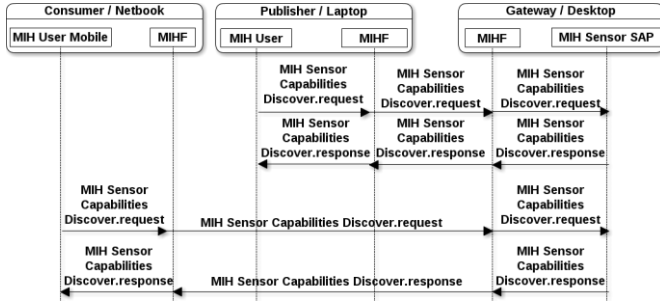 Consumer / Netbook
Publisher / Laptop
Gateway / Desktop
MIH User Mobile
MIHF
MIH User
MIHF
MIHF
MIH Sensor SAP
MIH Sensor
Capabilities
Discover.request
MIH Sensor
Capabilities
Discover.request
MIH Sensor
Capabilities
Discover.request
MIH Sensor
Capabilities
Discover.response
MIH Sensor
Capabilities
Discover.response
MIH Sensor
Capabilities
Discover.response
MIH Sensor
Capabilities
Discover.request
MIH Sensor Capabilities Discover.request
MIH Sensor
Capabilities
Discover.request
MIH Sensor
Capabilities
Discover.response
MIH Sensor Capabilities Discover.response
MIH Sensor
Capabilities
Discover.response